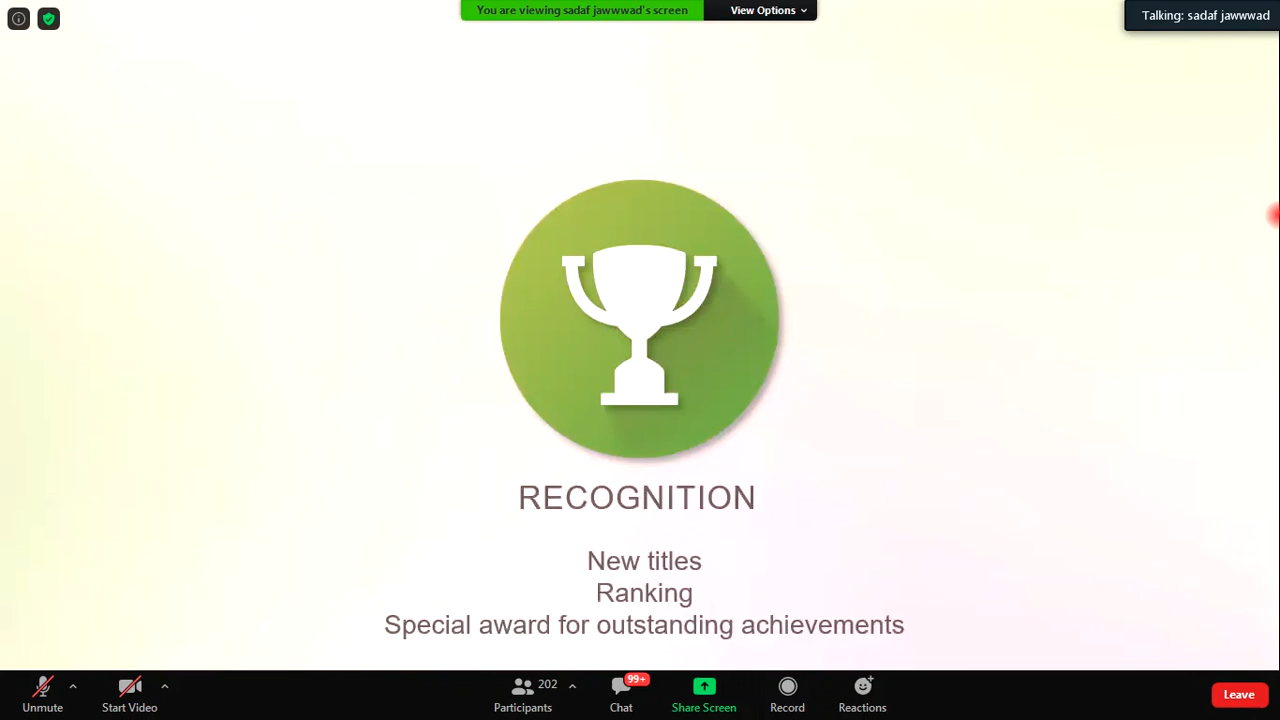 You are viewing sadaf jawwwad's screen
View Options
Talking: sadaf jawwwad
RECOGNITION
New titles
Ranking
Special award for outstanding achievements
Unmute
Start Video
202
Participants
99+
Chat
Share Screen
Record
Reactions
Leave